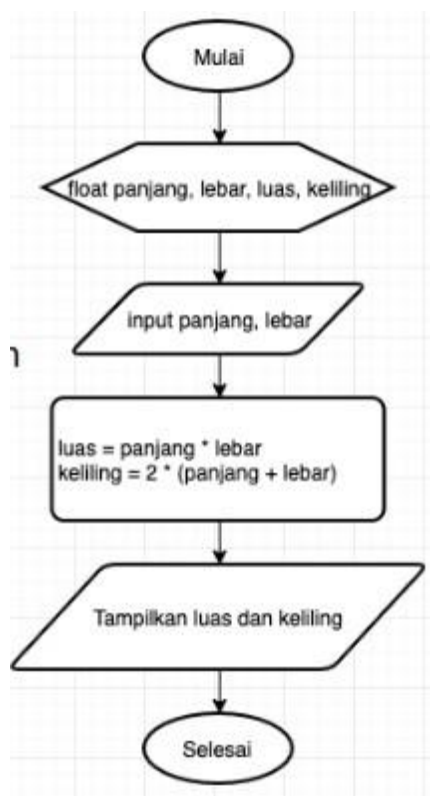 Mulai
float panjang, lebar, luas, keliling
input panjang, lebar
n
luas = panjang * lebar
keliling = 2 * (panjang + lebar)
Tampilkan luas dan keliling
Selesai